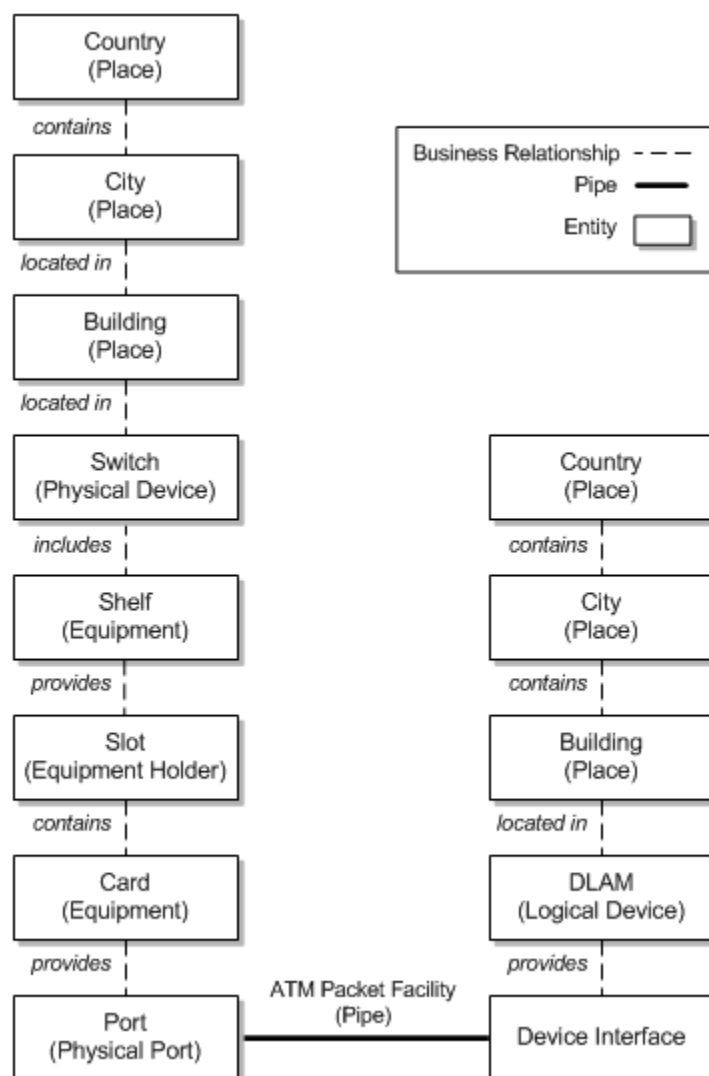 Country
(Place)
contains
City
(Place)
located in
Building
(Place)
located in
Switch
(Physical Device)
includes
Shelf
(Equipment)
provides
Slot
(Equipment Holder)
contains
Card
(Equipment)
provides
Port
(Physical Port)
ATM Packet Facility
(Pipe)
Business Relationship
Pipe
Entity
Country
(Place)
contains
City
(Place)
contains
Building
(Place)
located in
DLAM
(Logical Device)
provides
Device Interface